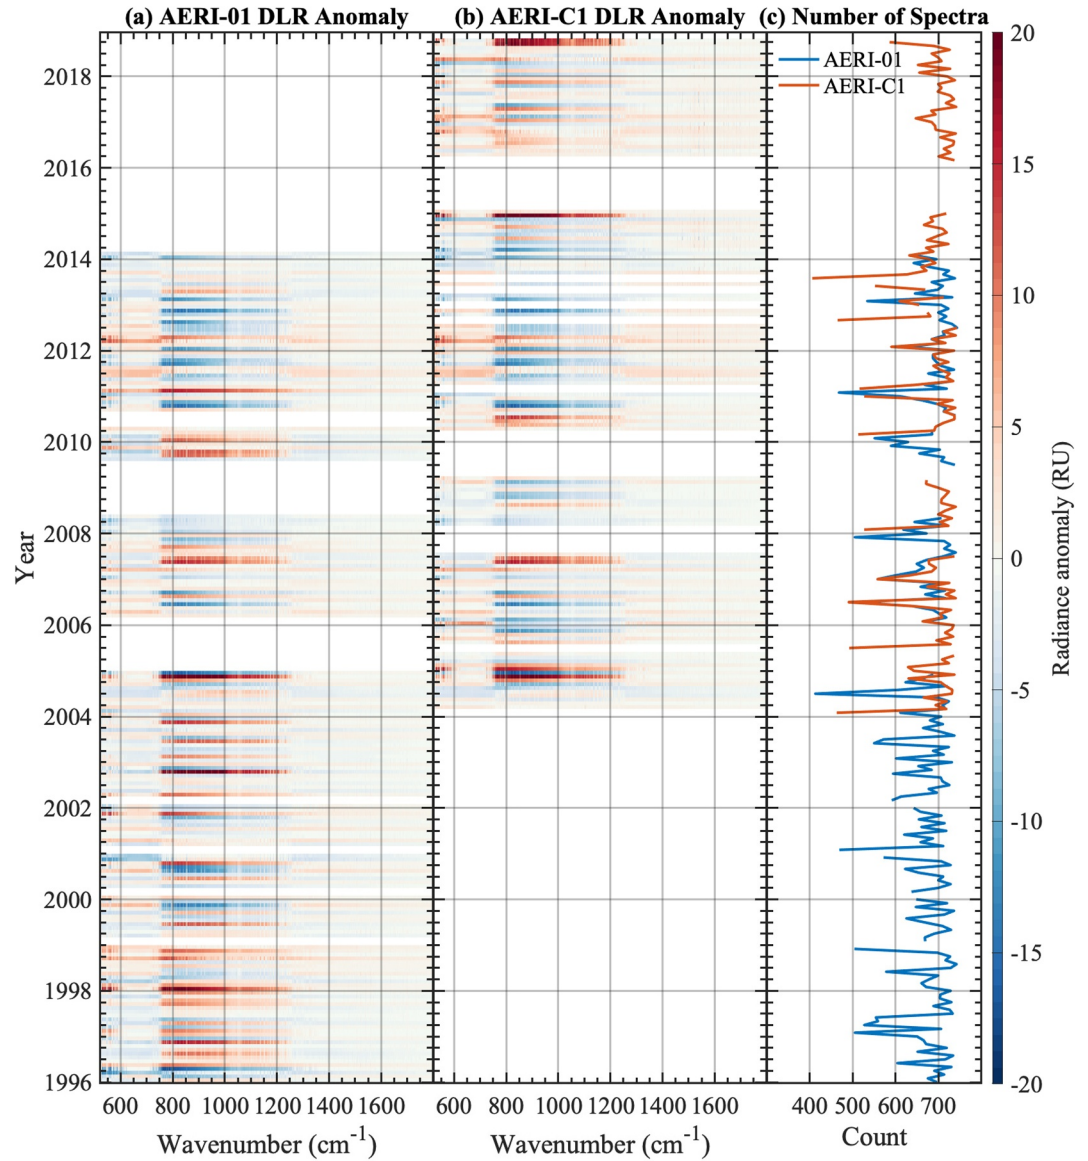 (a) AERI-01 DLR Anomaly
(b) AERI-C1 DLR Anomaly
(c) Number of Spectra
AERI-01
AERI-C1
Year
2018
2016
2014
2012
2010
2008
2006
2004
2002
2000
1998
1996
600 800 1000 1200 1400 1600
Wavenumber (cm-1)
600 800 1000 1200 1400 1600
Wavenumber (cm-1)
400 500 600 700
Count
20
15
10
5
0
-5
-10
-15
-20
Radiance anomaly (RU)